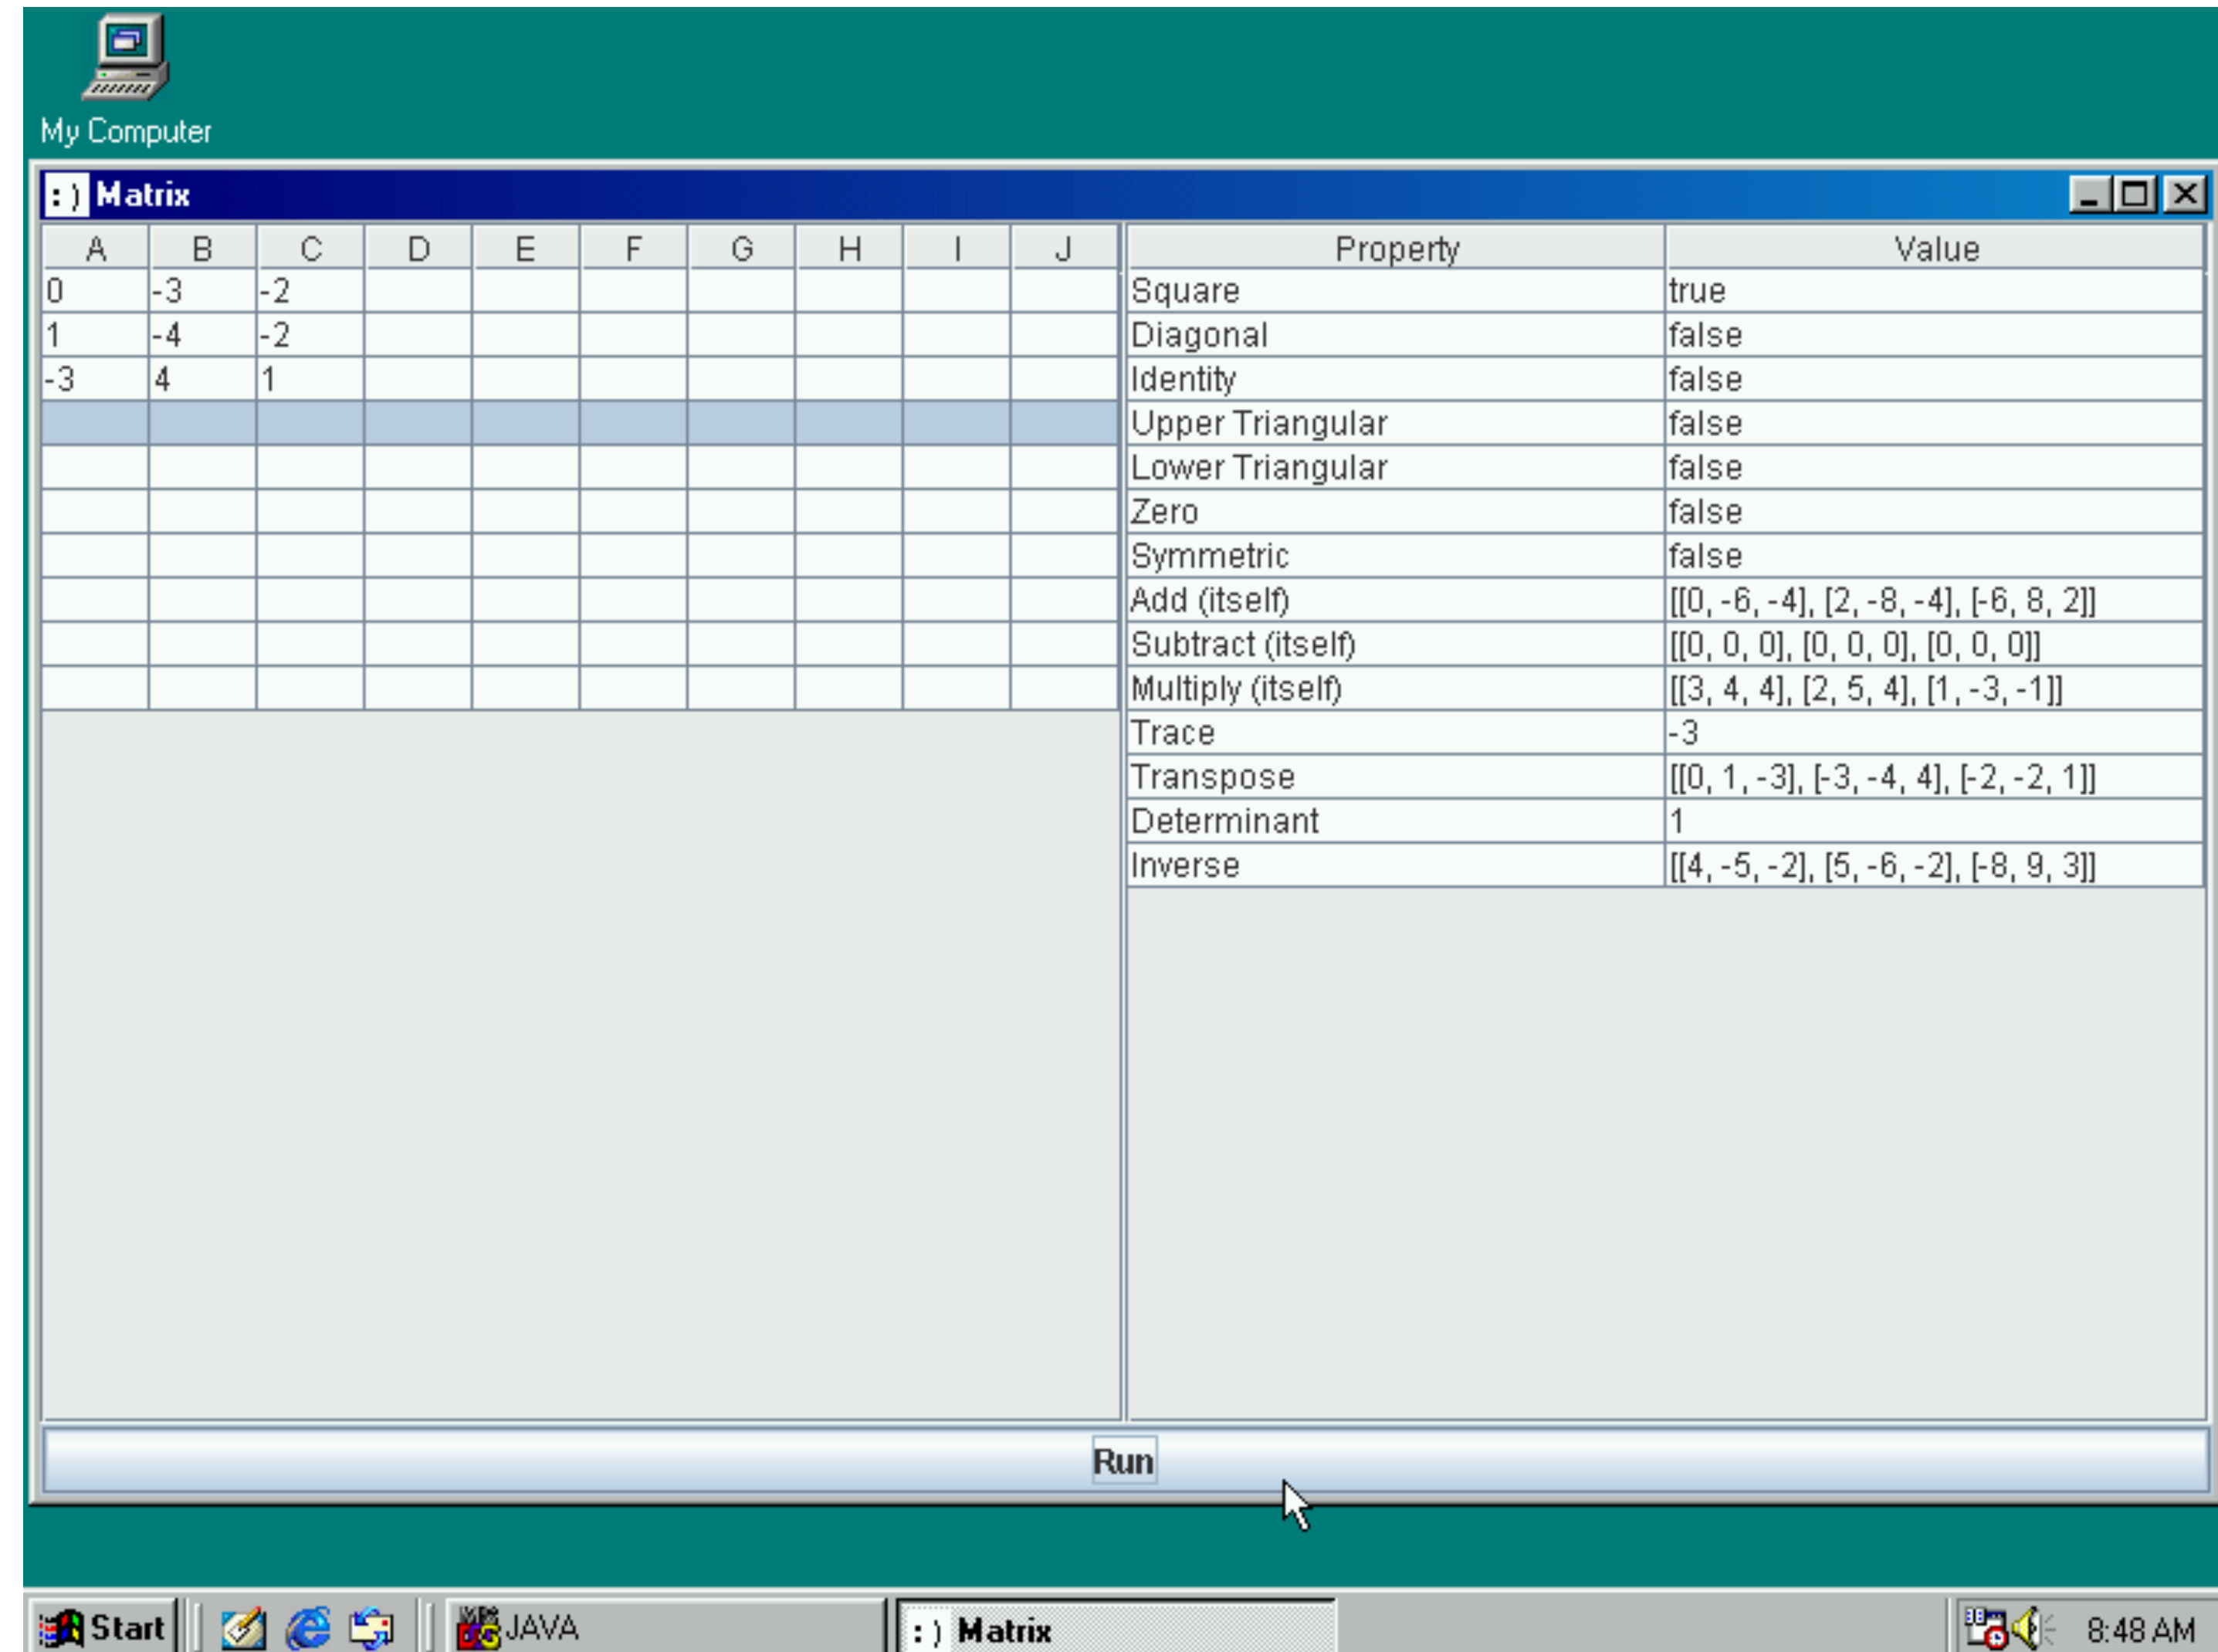 My Computer
:) Matrix
A B C D E F G H I J Property Value
0 -3 -2 Square true
1 -4 -2 Diagonal false
-3 4 1 Identity false
Upper Triangular false
Lower Triangular false
Zero false
Symmetric false
Add (itself) [[0, -6, -4], [2, -8, -4], [-6, 8, 2]]
Subtract (itself) [[0, 0, 0], [0, 0, 0], [0, 0, 0]]
Multiply (itself) [[3, 4, 4], [2, 5, 4], [1, -3, -1]]
Trace -3
Transpose [[0, 1, -3], [-3, -4, 4], [-2, -2, 1]]
Determinant 1
Inverse [[4, -5, -2], [5, -6, -2], [-8, 9, 3]]
Run
Start JAVA :) Matrix 8:48 AM